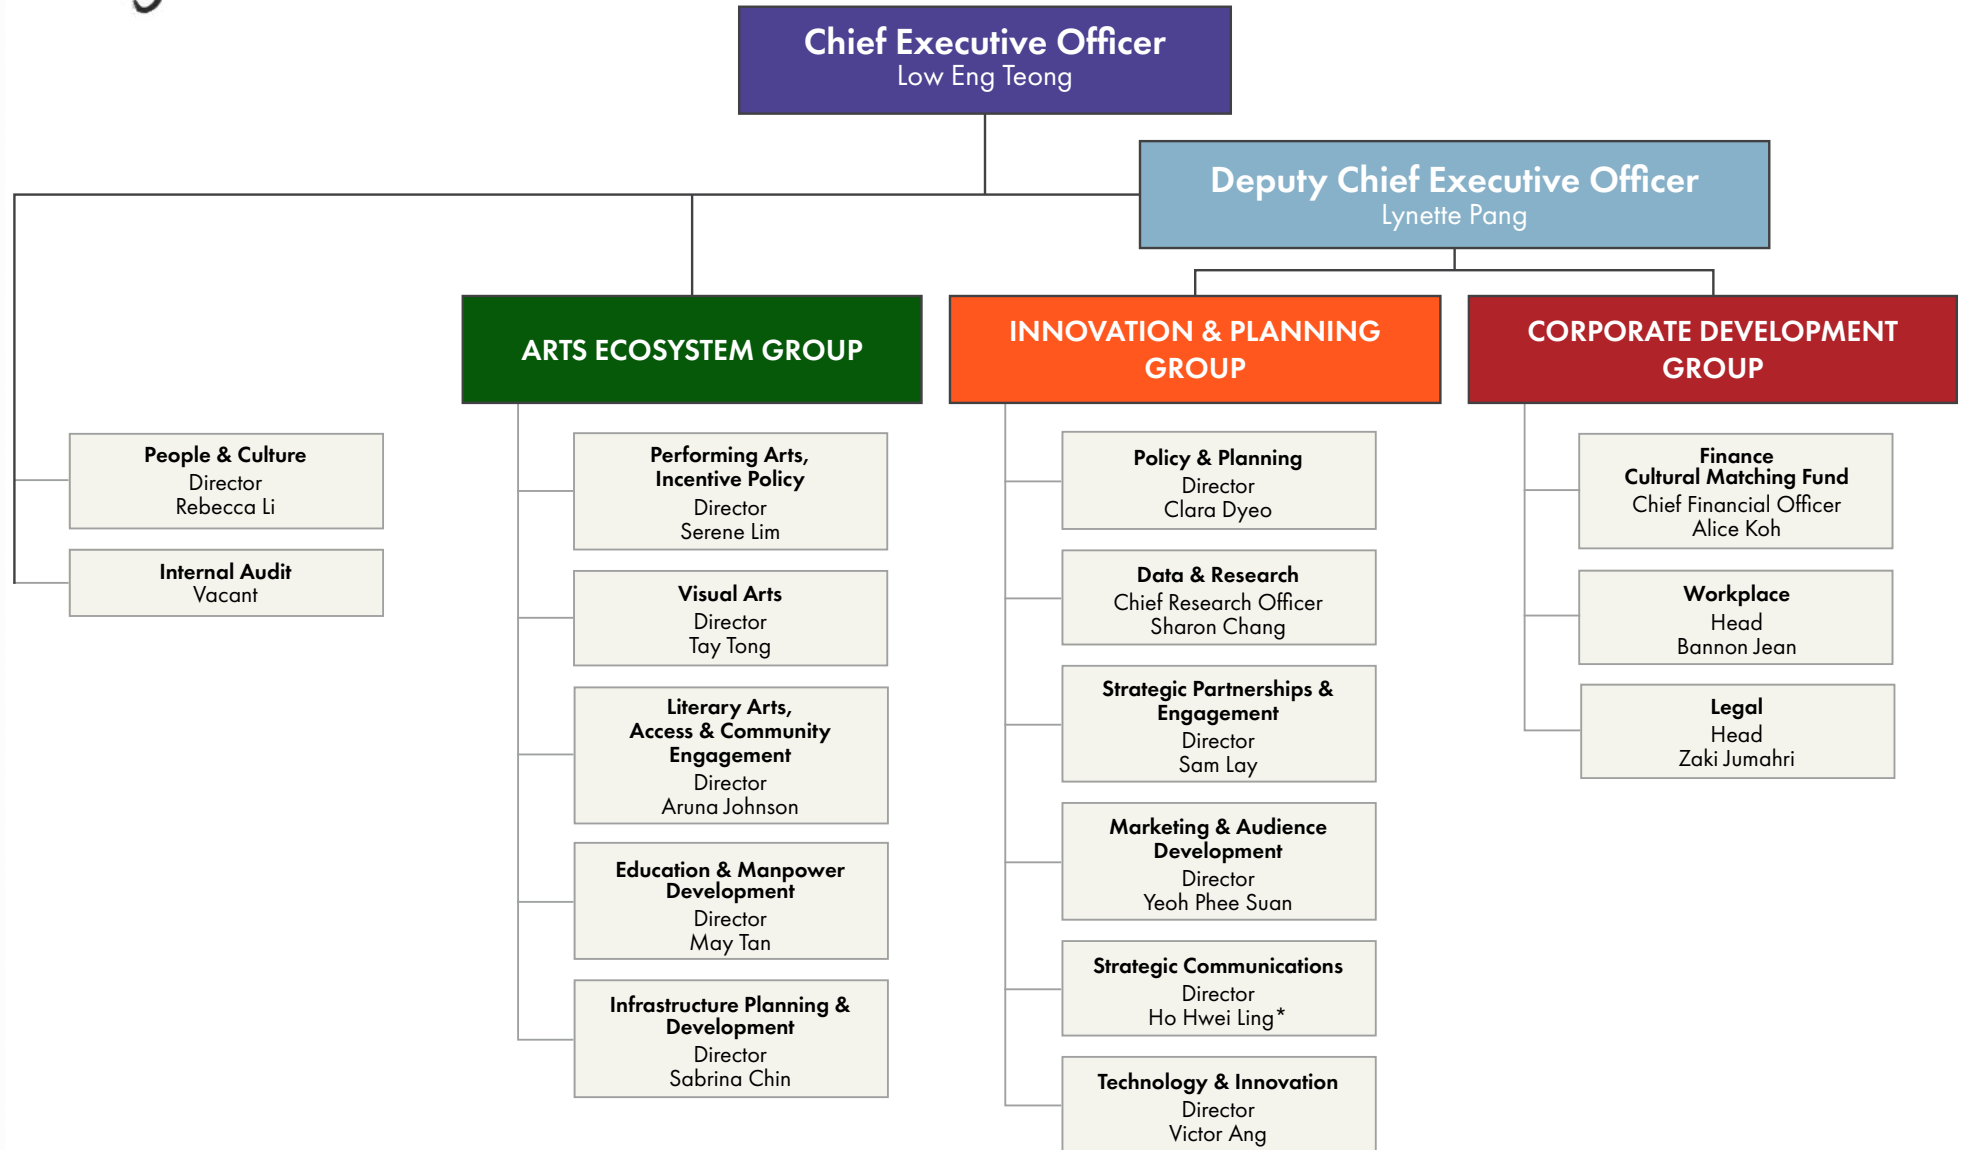 Chief Executive Officer
Low Eng Teong
Deputy Chief Executive Officer
Lynette Pang
People & Culture
Director
Rebecca Li
Internal Audit
Vacant
ARTS ECOSYSTEM GROUP
Performing Arts,
Incentive Policy
Director
Serene Lim
Visual Arts
Director
Tay Tong
Literary Arts,
Access & Community
Engagement
Director
Aruna Johnson
Education & Manpower
Development
Director
May Tan
Infrastructure Planning &
Development
Director
Sabrina Chin
INNOVATION & PLANNING
GROUP
Policy & Planning
Director
Clara Dyeo
Data & Research
Chief Research Officer
Sharon Chang
Strategic Partnerships &
Engagement
Director
Sam Lay
Marketing & Audience
Development
Director
Yeoh Phee Suan
Strategic Communications
Director
Ho Hwei Ling*
Technology & Innovation
Director
Victor Ang
CORPORATE DEVELOPMENT
GROUP
Finance
Cultural Matching Fund
Chief Financial Officer
Alice Koh
Workplace
Head
Bannon Jean
Legal
Head
Zaki Jumahri